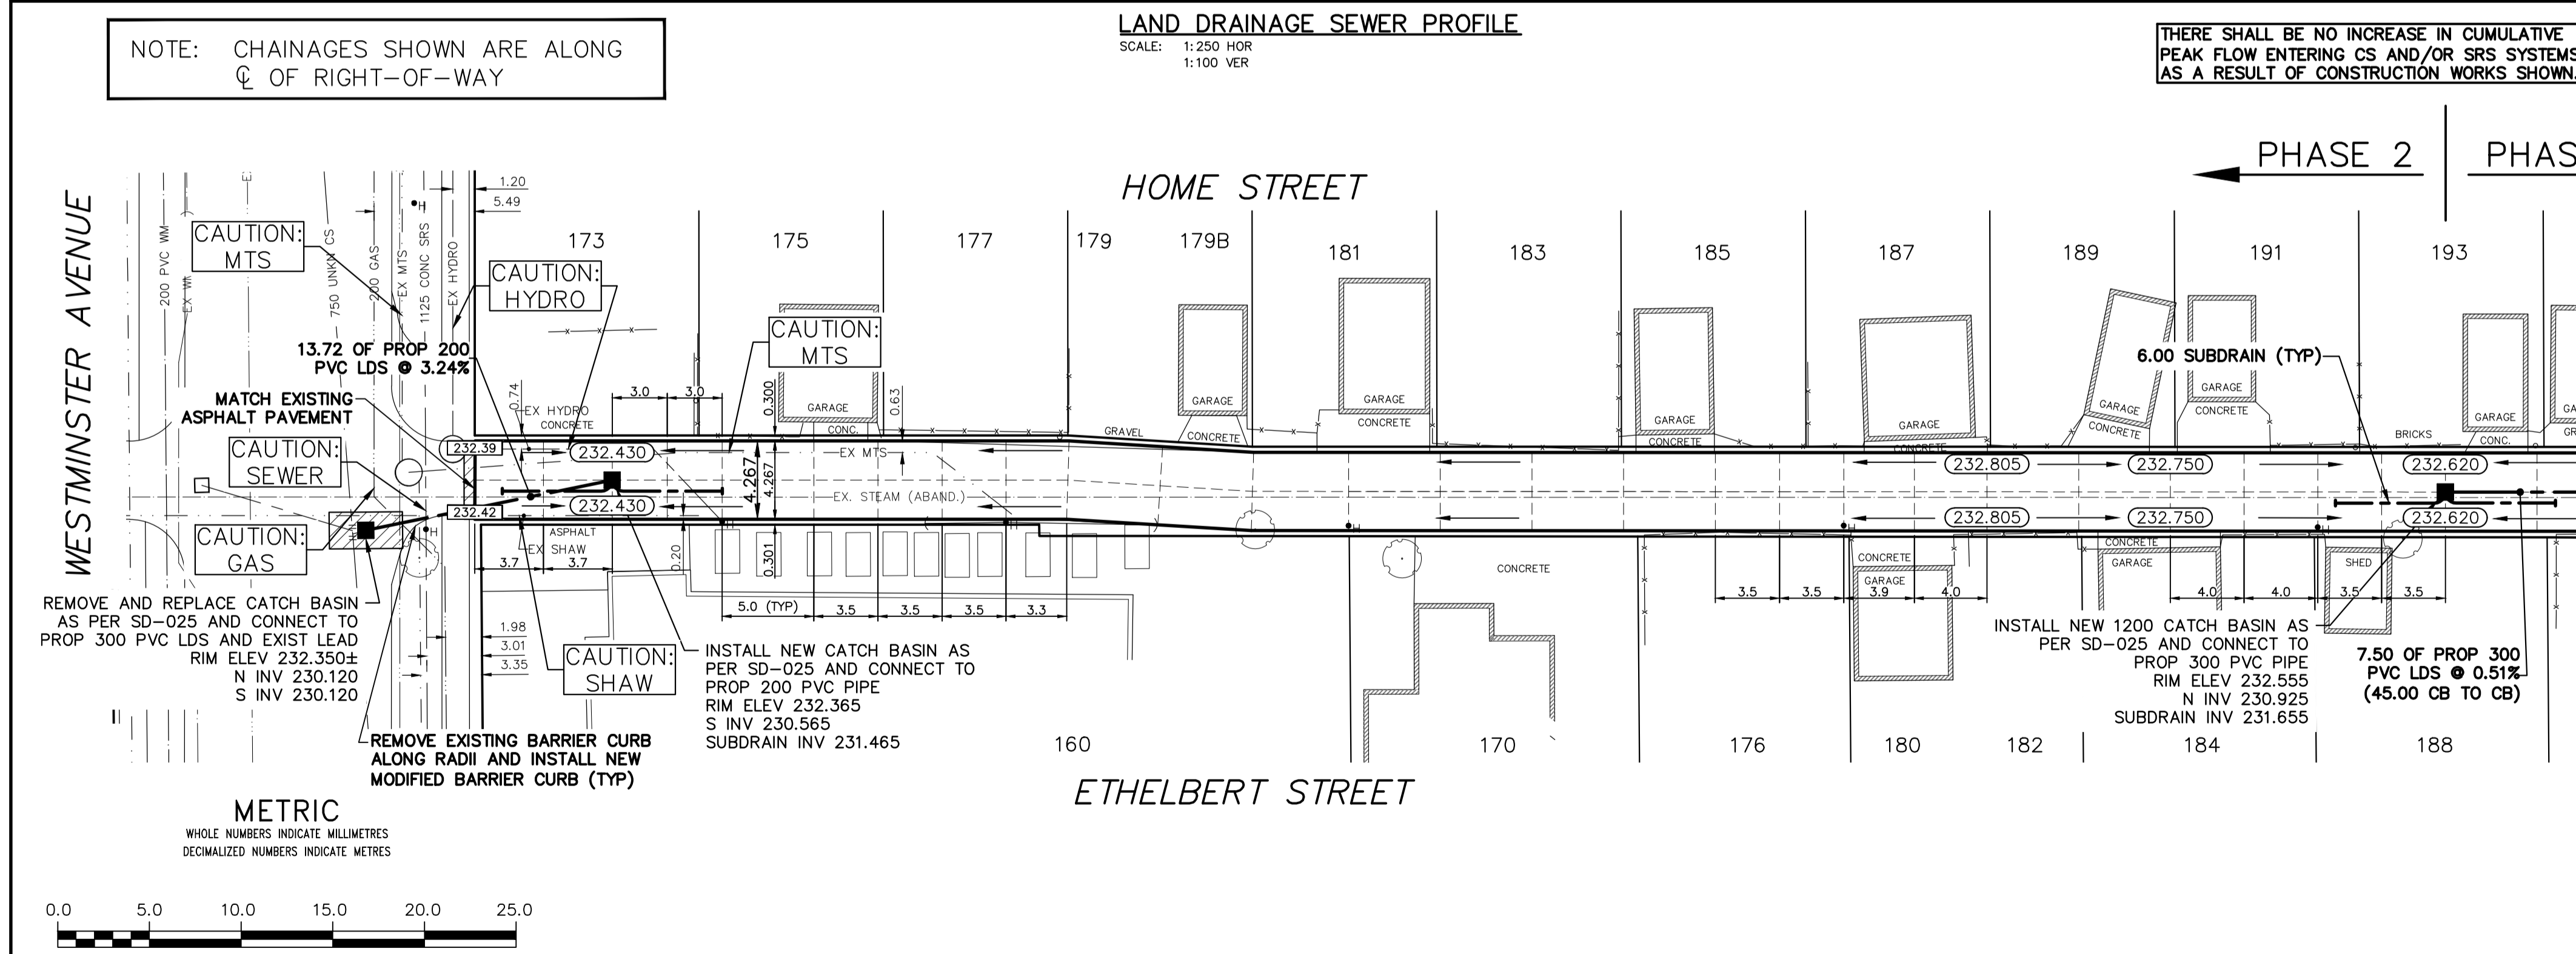 LAND DRAINAGE SEWER PROFILE
SCALE: 1:250 HOR
1:100 VER
NOTE: CHAINAGES SHOWN ARE ALONG
℄ OF RIGHT-OF-WAY
THERE SHALL BE NO INCREASE IN CUMULATIVE
PEAK FLOW ENTERING CS AND/OR SRS SYSTEMS
AS A RESULT OF CONSTRUCTION WORKS SHOWN.
PHASE 2
PHAS
HOME STREET
WESTMINSTER AVENUE
200 PVC WM
750 UNKN CS
200 GAS
EX MTS
1125 CONC SRS
EX HYDRO
H
1.20
5.49
CAUTION:
MTS
CAUTION:
HYDRO
CAUTION:
MTS
173
175
177
179
179B
181
183
185
187
189
191
193
13.72 OF PROP 200
PVC LDS @ 3.24%
MATCH EXISTING
ASPHALT PAVEMENT
CAUTION:
SEWER
CAUTION:
GAS
6.00 SUBDRAIN (TYP)
0.74
EX HYDRO
CONCRETE
3.0
3.0
0.300
0.63
GARAGE
CONC.
GRAVEL
GARAGE
CONCRETE
GARAGE
CONCRETE
GARAGE
CONCRETE
GARAGE
CONCRETE
GARAGE
CONCRETE
GARAGE
CONCRETE
BRICKS
GARAGE
CONC.
GA
GR
232.39
232.430
EX MTS
4.267
4.267
EX. STEAM (ABAND.)
232.805
232.750
232.620
232.42
232.430
232.805
232.750
232.620
H
H
H
H
H
H
ASPHALT
EX SHAW
3.7
3.7
0.20
0.301
5.0 (TYP)
3.5
3.5
3.5
3.3
CONCRETE
3.5
3.5
3.9
4.0
CONCRETE
GARAGE
CONCRETE
GARAGE
4.0
4.0
3.5
3.5
SHED
REMOVE AND REPLACE CATCH BASIN
AS PER SD-025 AND CONNECT TO
PROP 300 PVC LDS AND EXIST LEAD
RIM ELEV 232.350±
N INV 230.120
S INV 230.120
1.98
3.01
3.35
CAUTION:
SHAW
INSTALL NEW CATCH BASIN AS
PER SD-025 AND CONNECT TO
PROP 200 PVC PIPE
RIM ELEV 232.365
S INV 230.565
SUBDRAIN INV 231.465
INSTALL NEW 1200 CATCH BASIN AS
PER SD-025 AND CONNECT TO
PROP 300 PVC PIPE
RIM ELEV 232.555
N INV 230.925
SUBDRAIN INV 231.655
7.50 OF PROP 300
PVC LDS @ 0.51%
(45.00 CB TO CB)
REMOVE EXISTING BARRIER CURB
ALONG RADII AND INSTALL NEW
MODIFIED BARRIER CURB (TYP)
160
170
176
180
182
184
188
ETHELBERT STREET
METRIC
WHOLE NUMBERS INDICATE MILLIMETRES
DECIMALIZED NUMBERS INDICATE METRES
0.0
5.0
10.0
15.0
20.0
25.0